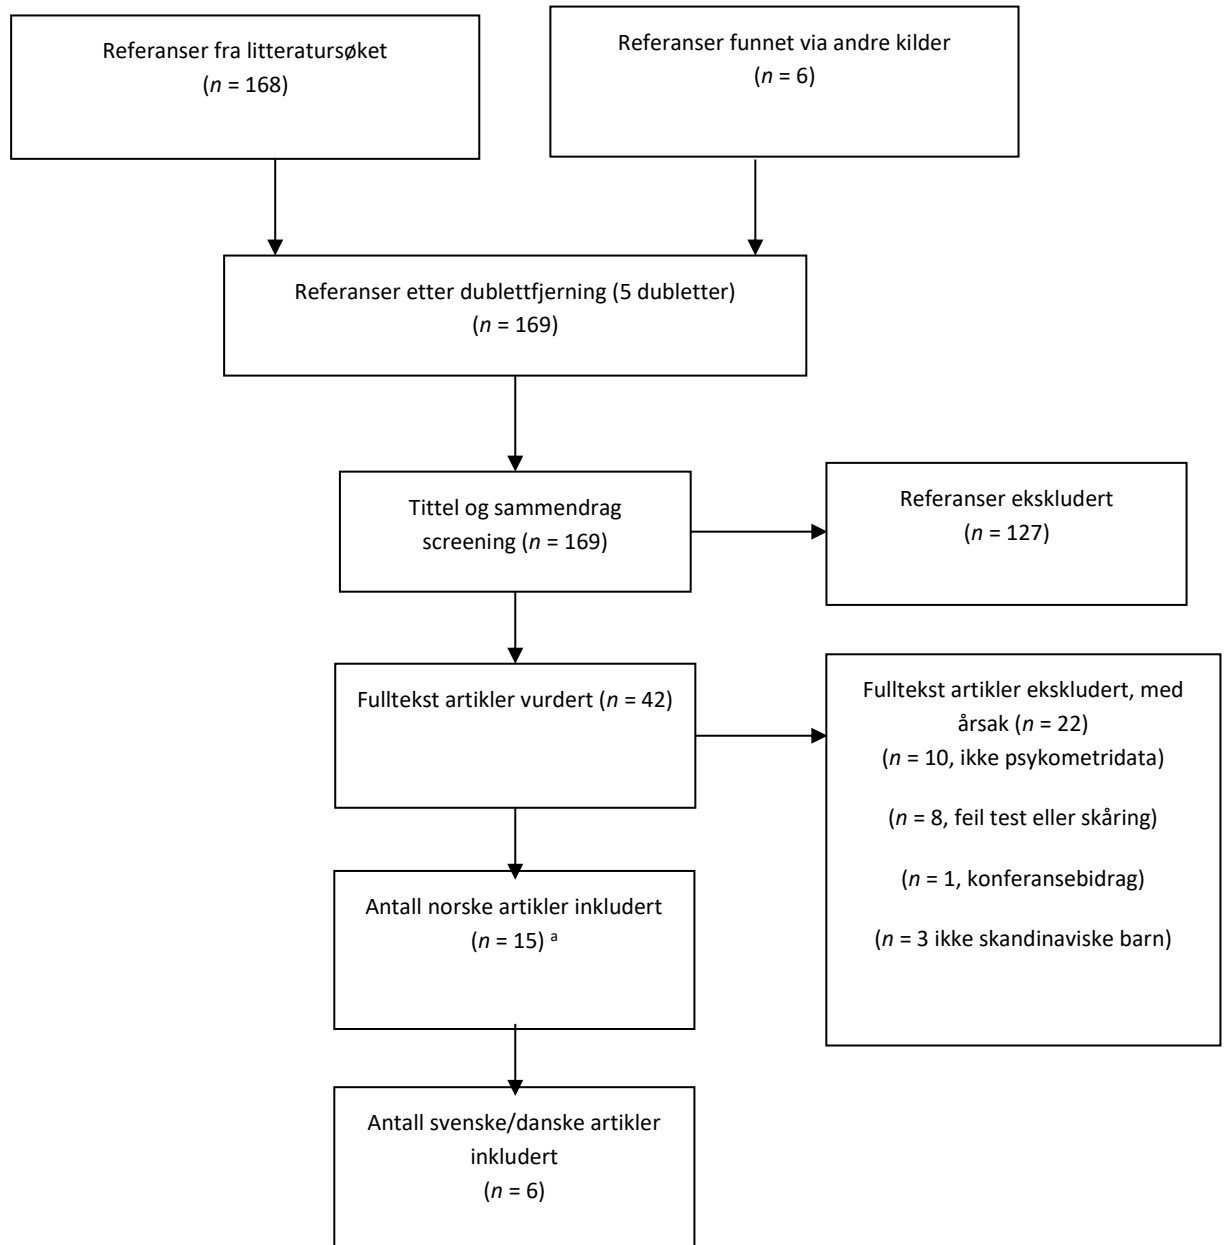 Referanser fra litteratursøket
(n = 168)
Referanser funnet via andre kilder
(n = 6)
Referanser etter dublettfjerning (5 dubletter)
(n = 169)
Tittel og sammendrag
screening (n = 169)
Referanser ekskludert
(n = 127)
Fulltekst artikler vurdert (n = 42)
Fulltekst artikler ekskludert, med
årsak (n = 22)
(n = 10, ikke psykometridata)
(n = 8, feil test eller skåring)
(n = 1, konferansebidrag)
(n = 3 ikke skandinaviske barn)
Antall norske artikler inkludert
(n = 15) ᵃ
Antall svenske/danske artikler
inkludert
(n = 6)